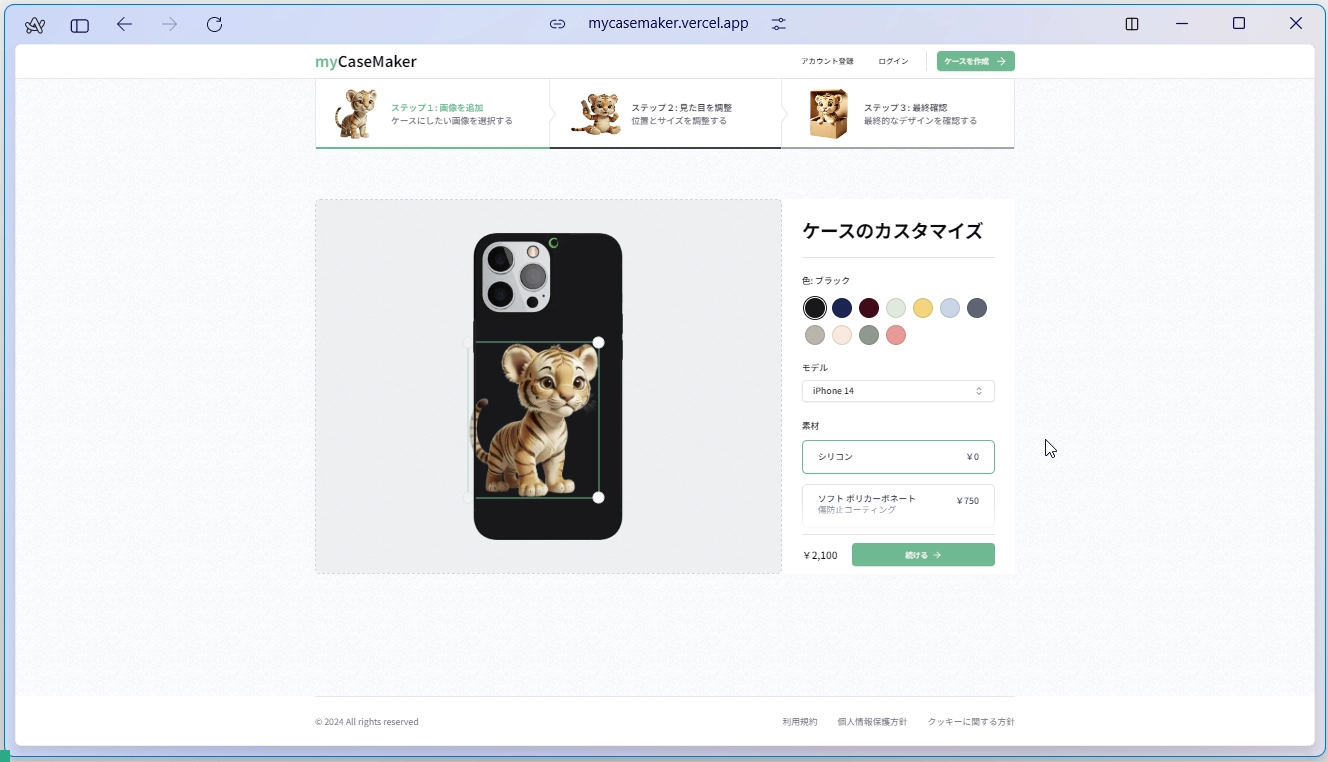 mycasemaker.vercel.app
myCaseMaker
アカウント登録
ログイン
ケースを作成
ステップ 1: 画像を追加
ケースにしたい画像を選択する
ステップ 2: 見た目を調整
位置とサイズを調整する
ステップ 3: 最終確認
最終的なデザインを確認する
ケースのカスタマイズ
色: ブラック
モデル
iPhone 14
素材
シリコン ￥0
ソフト ポリカーボネート ￥750
傷防止コーティング
￥2,100
続ける
© 2024 All rights reserved
利用規約
個人情報保護方針
クッキーに関する方針